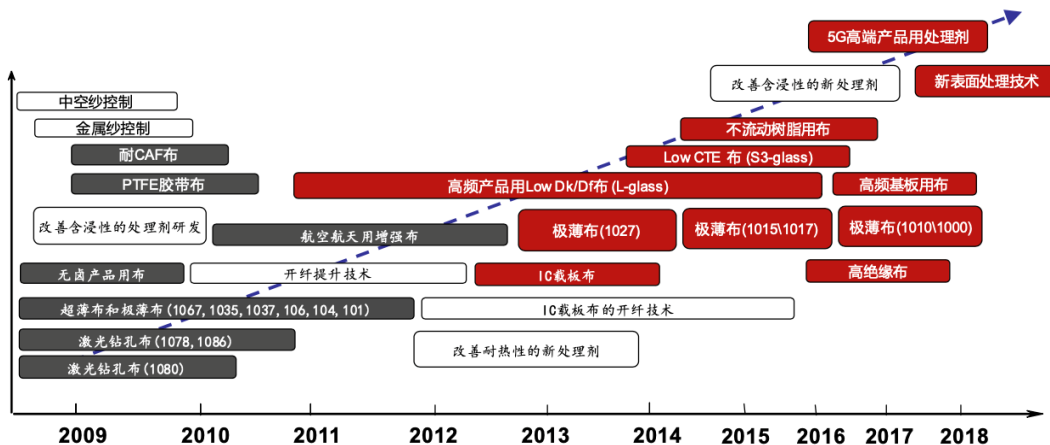 5G高端产品用处理剂
改善含浸性的新处理剂
新表面处理技术
中空纱控制
金属纱控制
不流动树脂用布
耐CAF布
Low CTE 布 (S3-glass)
PTFE胶带布
高频产品用Low Dk/Df布 (L-glass)
高频基板用布
改善含浸性的处理剂研发
航空航天用增强布
极薄布(1027)
极薄布(1015\1017)
极薄布(1010\1000)
无卤产品用布
开纤提升技术
IC载板布
高绝缘布
超薄布和极薄布(1067, 1035, 1037, 106, 104, 101)
IC载板布的开纤技术
激光钻孔布(1078, 1086)
改善耐热性的新处理剂
激光钻孔布(1080)
2009 2010 2011 2012 2013 2014 2015 2016 2018